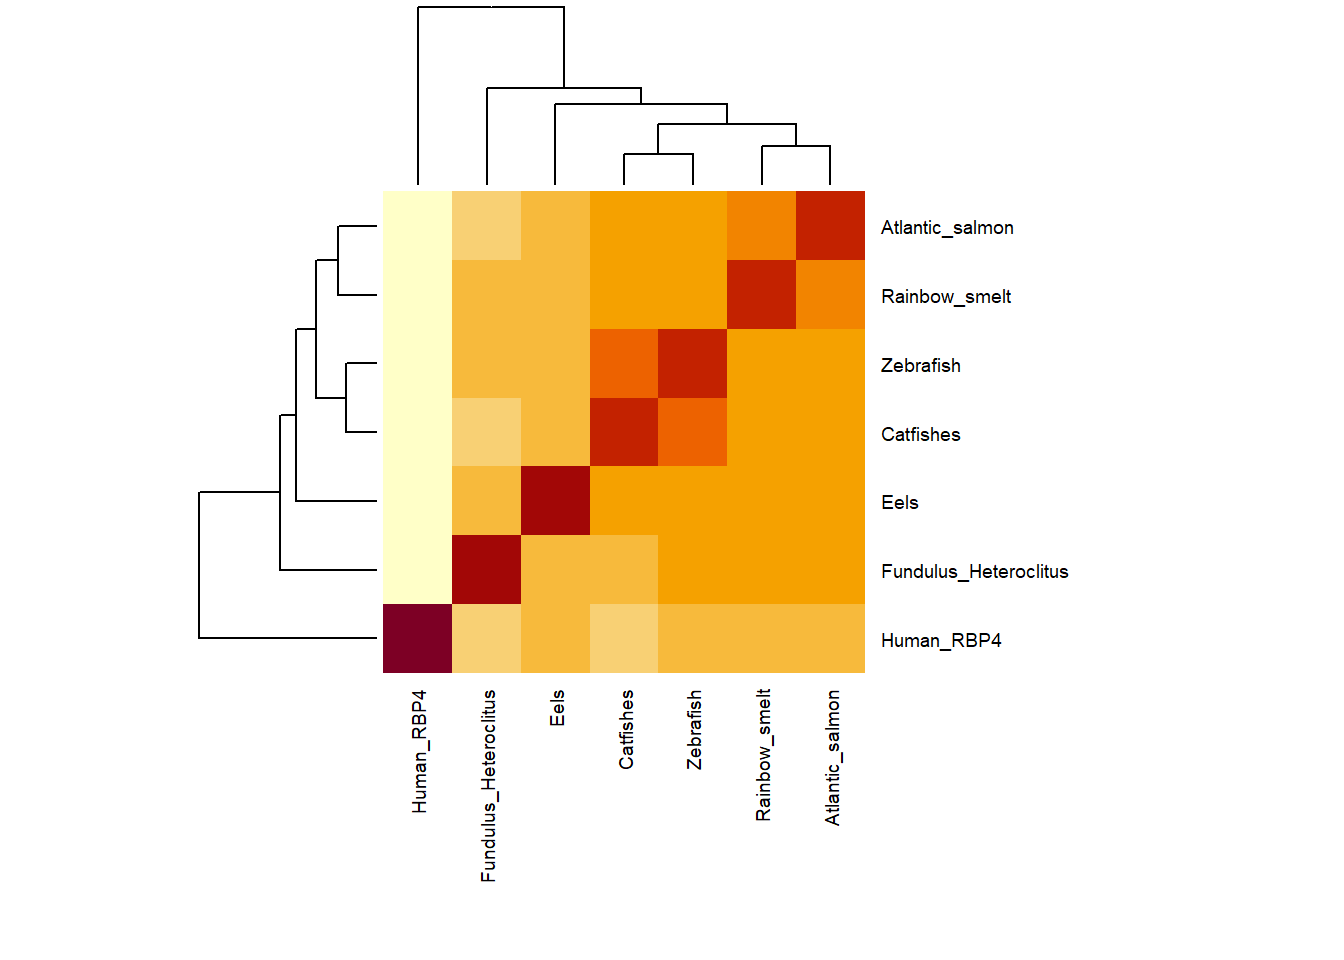 Atlantic_salmon
Rainbow_smelt
Zebrafish
Catfishes
Eels
Fundulus_Heteroclitus
Human_RBP4
Human_RBP4
Fundulus_Heteroclitus
Eels
Catfishes
Zebrafish
Rainbow_smelt
Atlantic_salmon